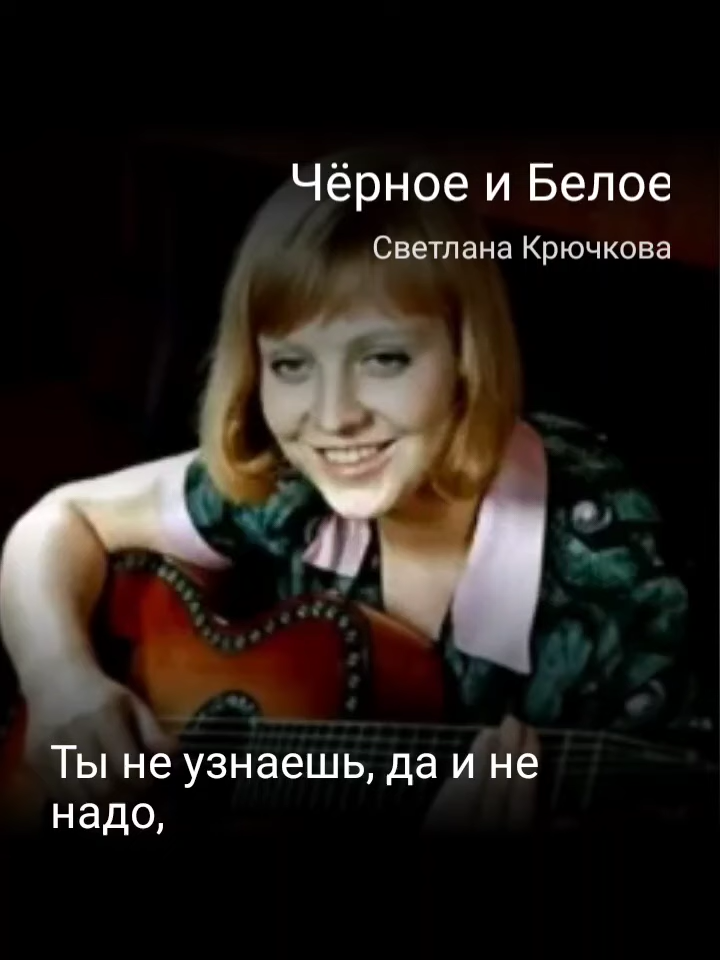 Чёрное и Белое
Светлана Крючкова
Ты не узнаешь, да и не
надо,